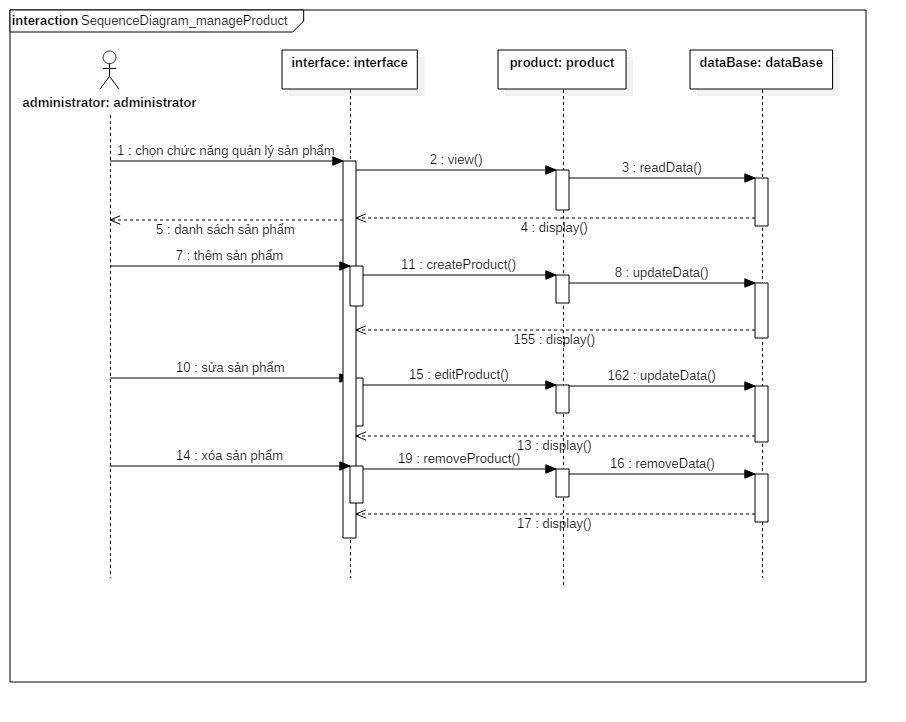 interaction SequenceDiagram_manageProduct
interface: interface
product: product
dataBase: dataBase
administrator: administrator
1 : chọn chức năng quản lý sản phẩm
2 : view()
3 : readData()
4 : display()
5 : danh sách sản phẩm
7 : thêm sản phẩm
11 : createProduct()
8 : updateData()
155 : display()
10 : sửa sản phẩm
15 : editProduct()
162 : updateData()
13 : display()
14 : xóa sản phẩm
19 : removeProduct()
16 : removeData()
17 : display()